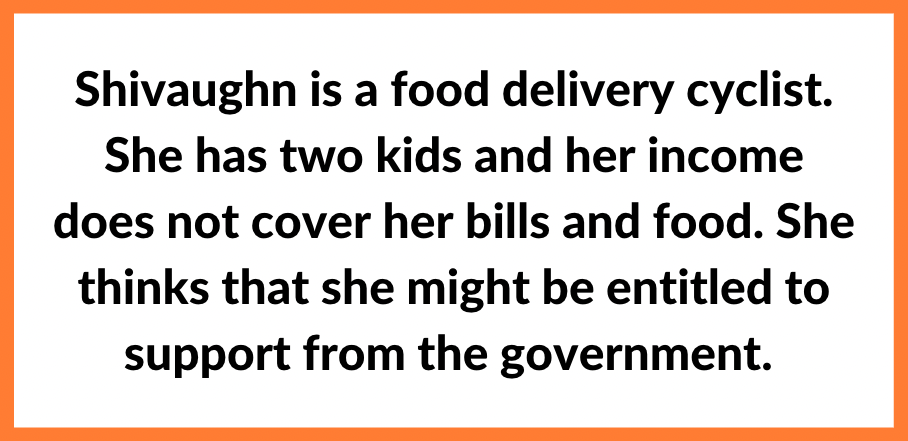 Shivaughn is a food delivery cyclist.
She has two kids and her income
does not cover her bills and food. She
thinks that she might be entitled to
support from the government.